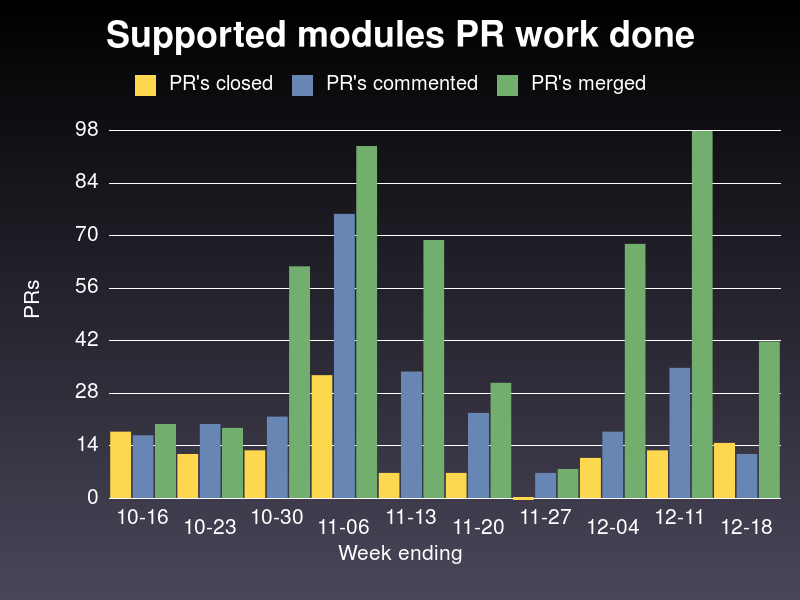 Supported modules PR work done
PR's closed PR's commented PR's merged
98
84
70
56
42
28
14
0
PRs
10-16 10-23 10-30 11-06 11-13 11-20 11-27 12-04 12-11 12-18
Week ending